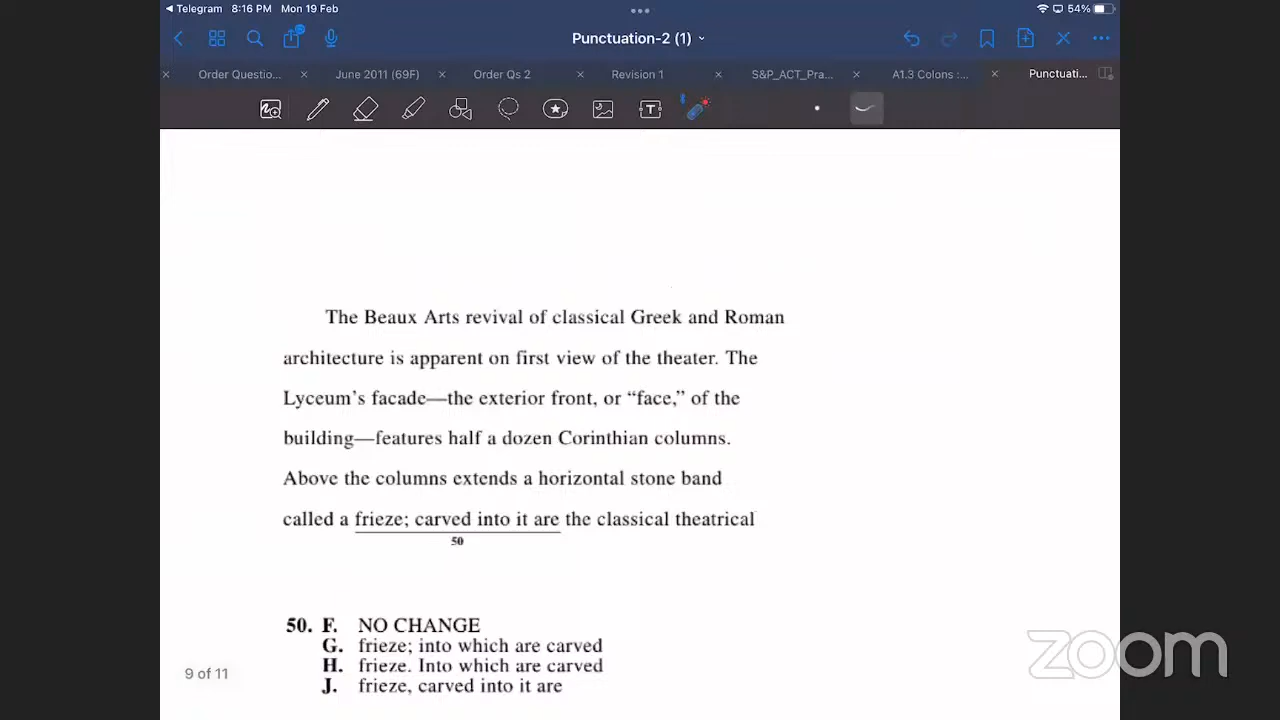 Telegram 8:16 PM Mon 19 Feb
54%
Punctuation-2 (1)
Order Questio...
June 2011 (69F)
Order Qs 2
Revision 1
S&P_ACT_Pra...
A1.3 Colons :...
Punctuati...
The Beaux Arts revival of classical Greek and Roman
architecture is apparent on first view of the theater. The
Lyceum's facade—the exterior front, or “face,” of the
building—features half a dozen Corinthian columns.
Above the columns extends a horizontal stone band
called a frieze; carved into it are the classical theatrical
50
50. F. NO CHANGE
G. frieze; into which are carved
H. frieze. Into which are carved
J. frieze, carved into it are
9 of 11
zoom